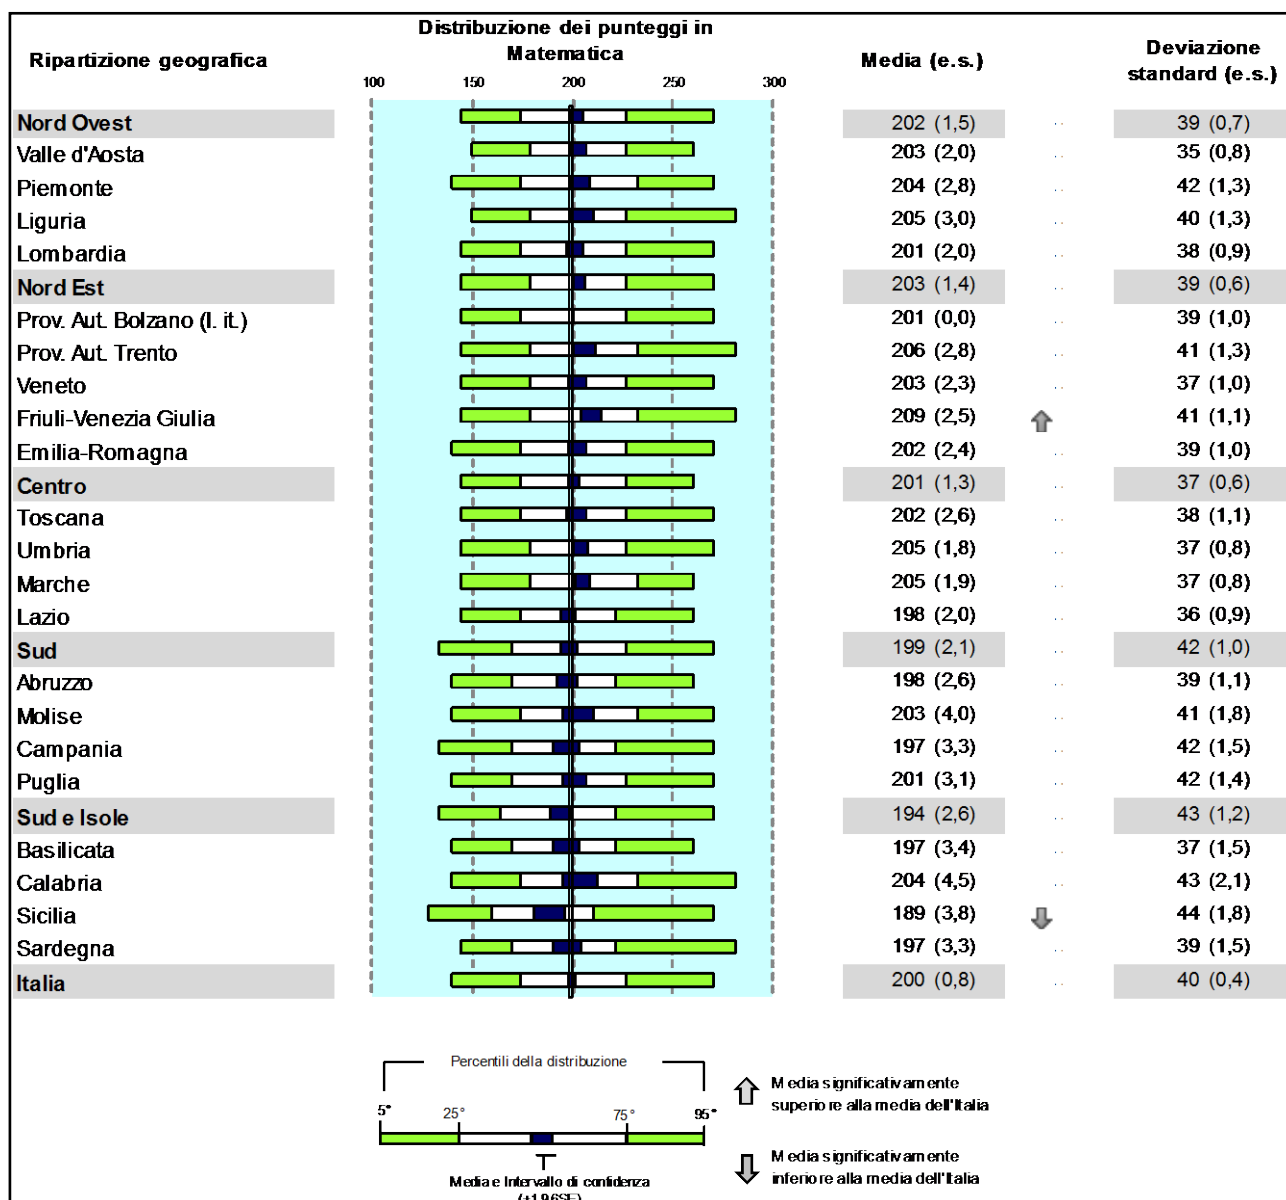 Distribuzione dei punteggi in
Matematica
Ripartizione geografica
Media (e.s.)
Deviazione
standard (e.s.)
100 150 200 250 300
Nord Ovest 202 (1,5) .. 39 (0,7)
Valle d'Aosta 203 (2,0) .. 35 (0,8)
Piemonte 204 (2,8) .. 42 (1,3)
Liguria 205 (3,0) .. 40 (1,3)
Lombardia 201 (2,0) .. 38 (0,9)
Nord Est 203 (1,4) .. 39 (0,6)
Prov. Aut. Bolzano (l. it.) 201 (0,0) .. 39 (1,0)
Prov. Aut. Trento 206 (2,8) .. 41 (1,3)
Veneto 203 (2,3) .. 37 (1,0)
Friuli-Venezia Giulia 209 (2,5) 41 (1,1)
Emilia-Romagna 202 (2,4) .. 39 (1,0)
Centro 201 (1,3) .. 37 (0,6)
Toscana 202 (2,6) .. 38 (1,1)
Umbria 205 (1,8) .. 37 (0,8)
Marche 205 (1,9) .. 37 (0,8)
Lazio 198 (2,0) .. 36 (0,9)
Sud 199 (2,1) .. 42 (1,0)
Abruzzo 198 (2,6) .. 39 (1,1)
Molise 203 (4,0) .. 41 (1,8)
Campania 197 (3,3) .. 42 (1,5)
Puglia 201 (3,1) .. 42 (1,4)
Sud e Isole 194 (2,6) .. 43 (1,2)
Basilicata 197 (3,4) .. 37 (1,5)
Calabria 204 (4,5) .. 43 (2,1)
Sicilia 189 (3,8) 44 (1,8)
Sardegna 197 (3,3) .. 39 (1,5)
Italia 200 (0,8) .. 40 (0,4)
Percentili della distribuzione
5° 25° 75° 95°
Media e Intervallo di confidenza
(±1.96SE)
Media significativamente
superiore alla media dell'Italia
Media significativamente
inferiore alla media dell'Italia